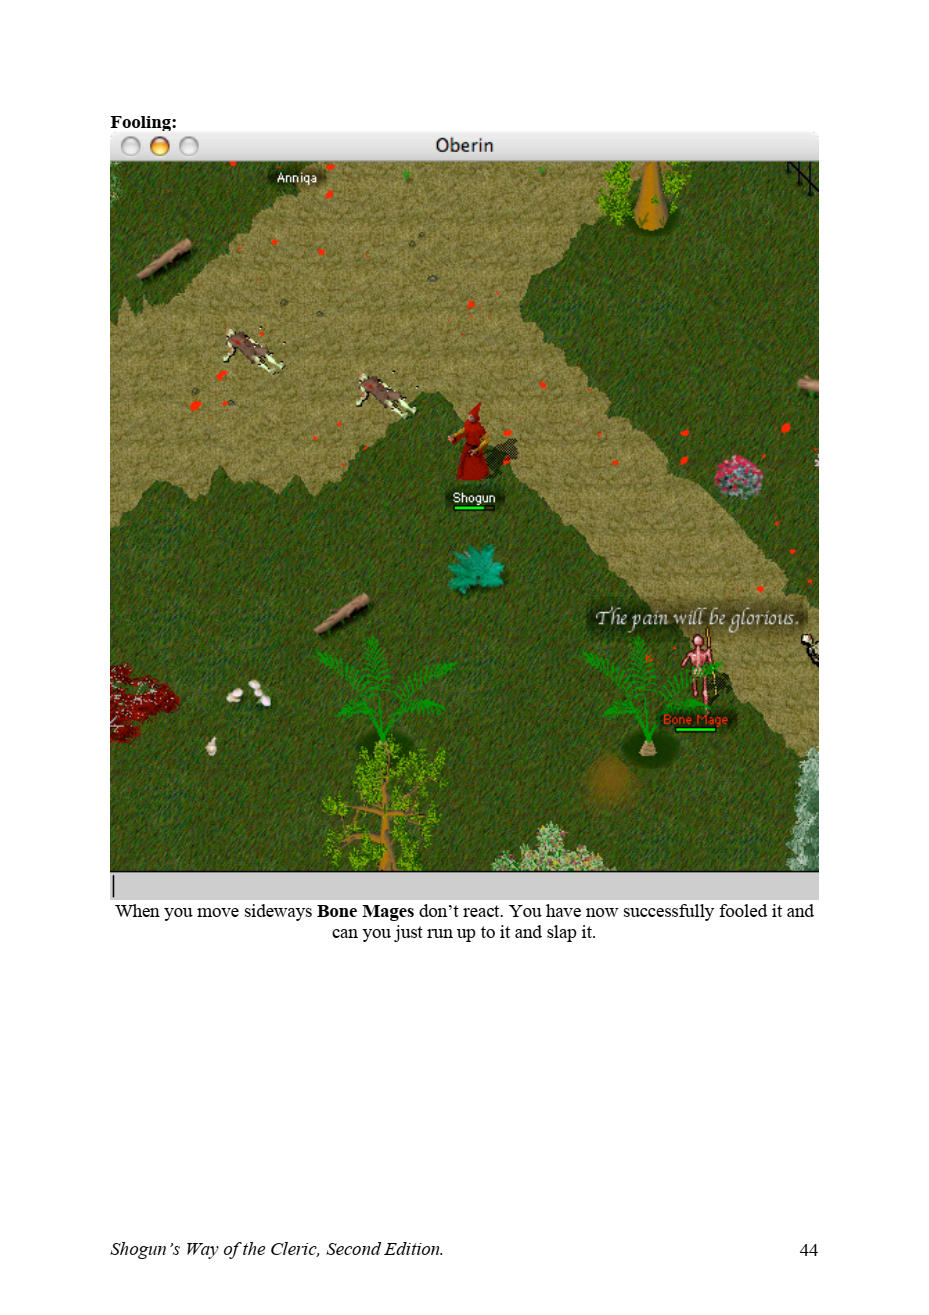 Fooling:
Oberin
Anniqa
Shogun
The pain will be glorious.
Bone Mage
When you move sideways Bone Mages don’t react. You have now successfully fooled it and
can you just run up to it and slap it.
Shogun’s Way of the Cleric, Second Edition. 44